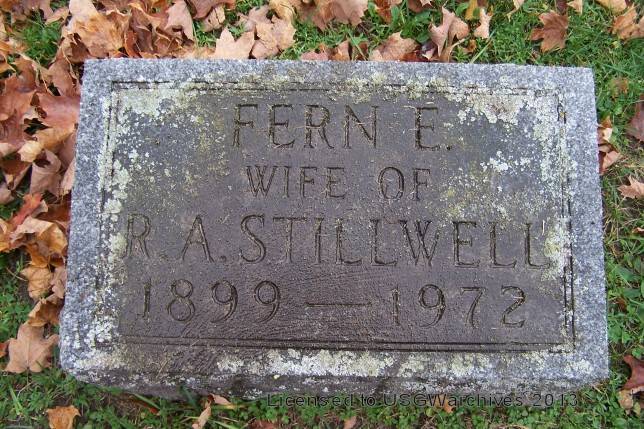 FERN E.
WIFE OF
R. A. STILLWELL
1899 — 1972
Licensed to USGWarchives 2013